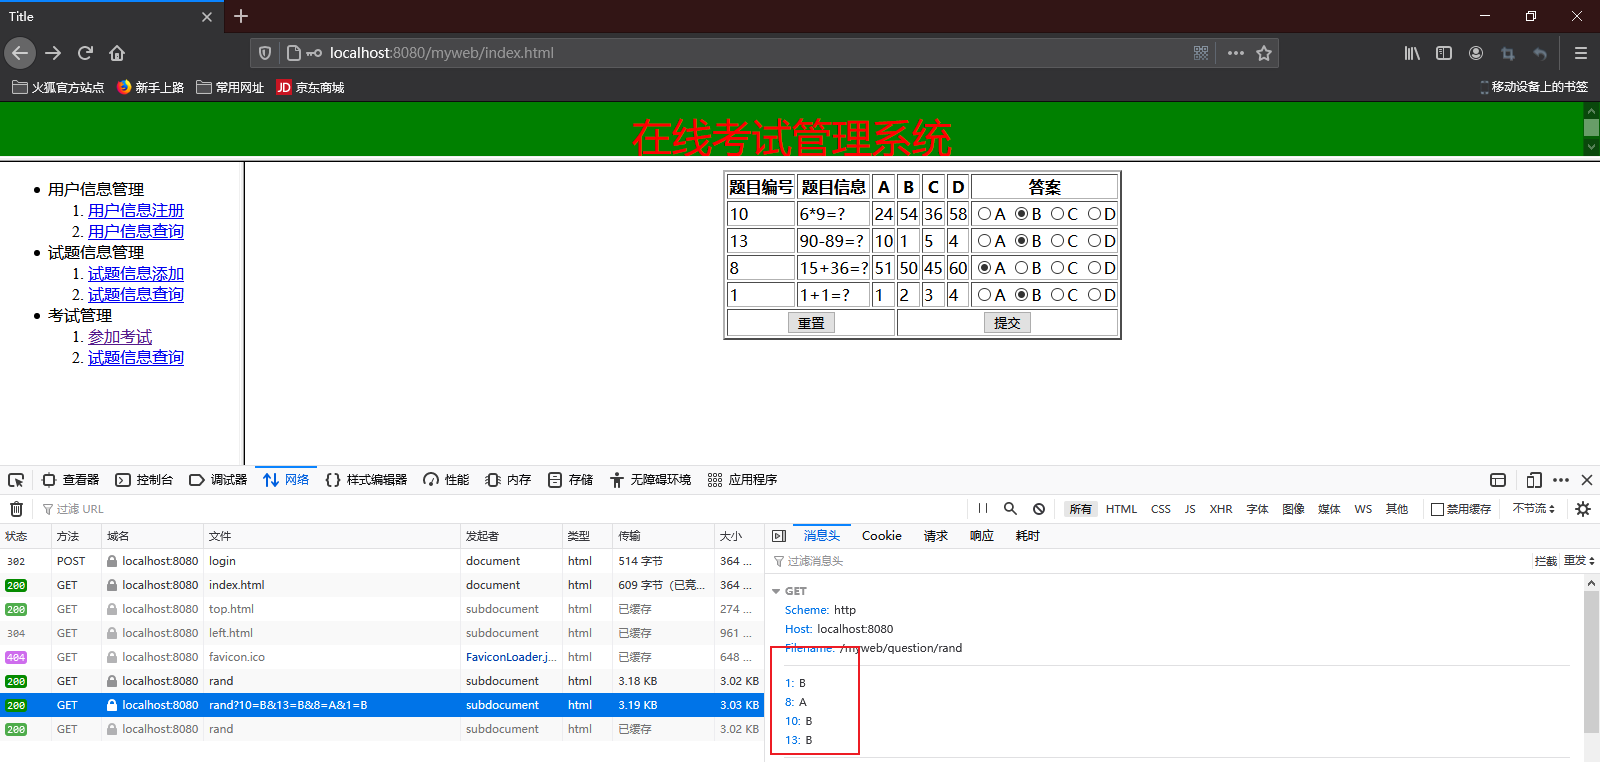 Title
localhost:8080/myweb/index.html
火狐官方站点 新手上路 常用网址 JD 京东商城 移动设备上的书签
在线考试管理系统
用户信息管理
1. 用户信息注册
2. 用户信息查询
试题信息管理
1. 试题信息添加
2. 试题信息查询
考试管理
1. 参加考试
2. 试题信息查询
题目编号 题目信息 A B C D 答案
10 6*9=? 24 54 36 58 A B C D
13 90-89=? 10 1 5 4 A B C D
8 15+36=? 51 50 45 60 A B C D
1 1+1=? 1 2 3 4 A B C D
重置 提交
查看器 控制台 调试器 网络 样式编辑器 性能 内存 存储 无障碍环境 应用程序
过滤 URL 所有 HTML CSS JS XHR 字体 图像 媒体 WS 其他 禁用缓存 不节流
状态 方法 域名 文件 发起者 类型 传输 大小
302 POST localhost:8080 login document html 514 字节 364 ...
200 GET localhost:8080 index.html document html 609 字节（已竞... 364 ...
200 GET localhost:8080 top.html subdocument html 已缓存 274 ...
304 GET localhost:8080 left.html subdocument html 已缓存 961 ...
404 GET localhost:8080 favicon.ico FaviconLoader.j... html 已缓存 648 ...
200 GET localhost:8080 rand subdocument html 3.18 KB 3.02 KB
200 GET localhost:8080 rand?10=B&13=B&8=A&1=B subdocument html 3.19 KB 3.03 KB
200 GET localhost:8080 rand subdocument html 已缓存 3.02 KB
消息头 Cookie 请求 响应 耗时
过滤消息头 拦截 重发
GET
Scheme: http
Host: localhost:8080
Filename: /myweb/question/rand
1: B
8: A
10: B
13: B